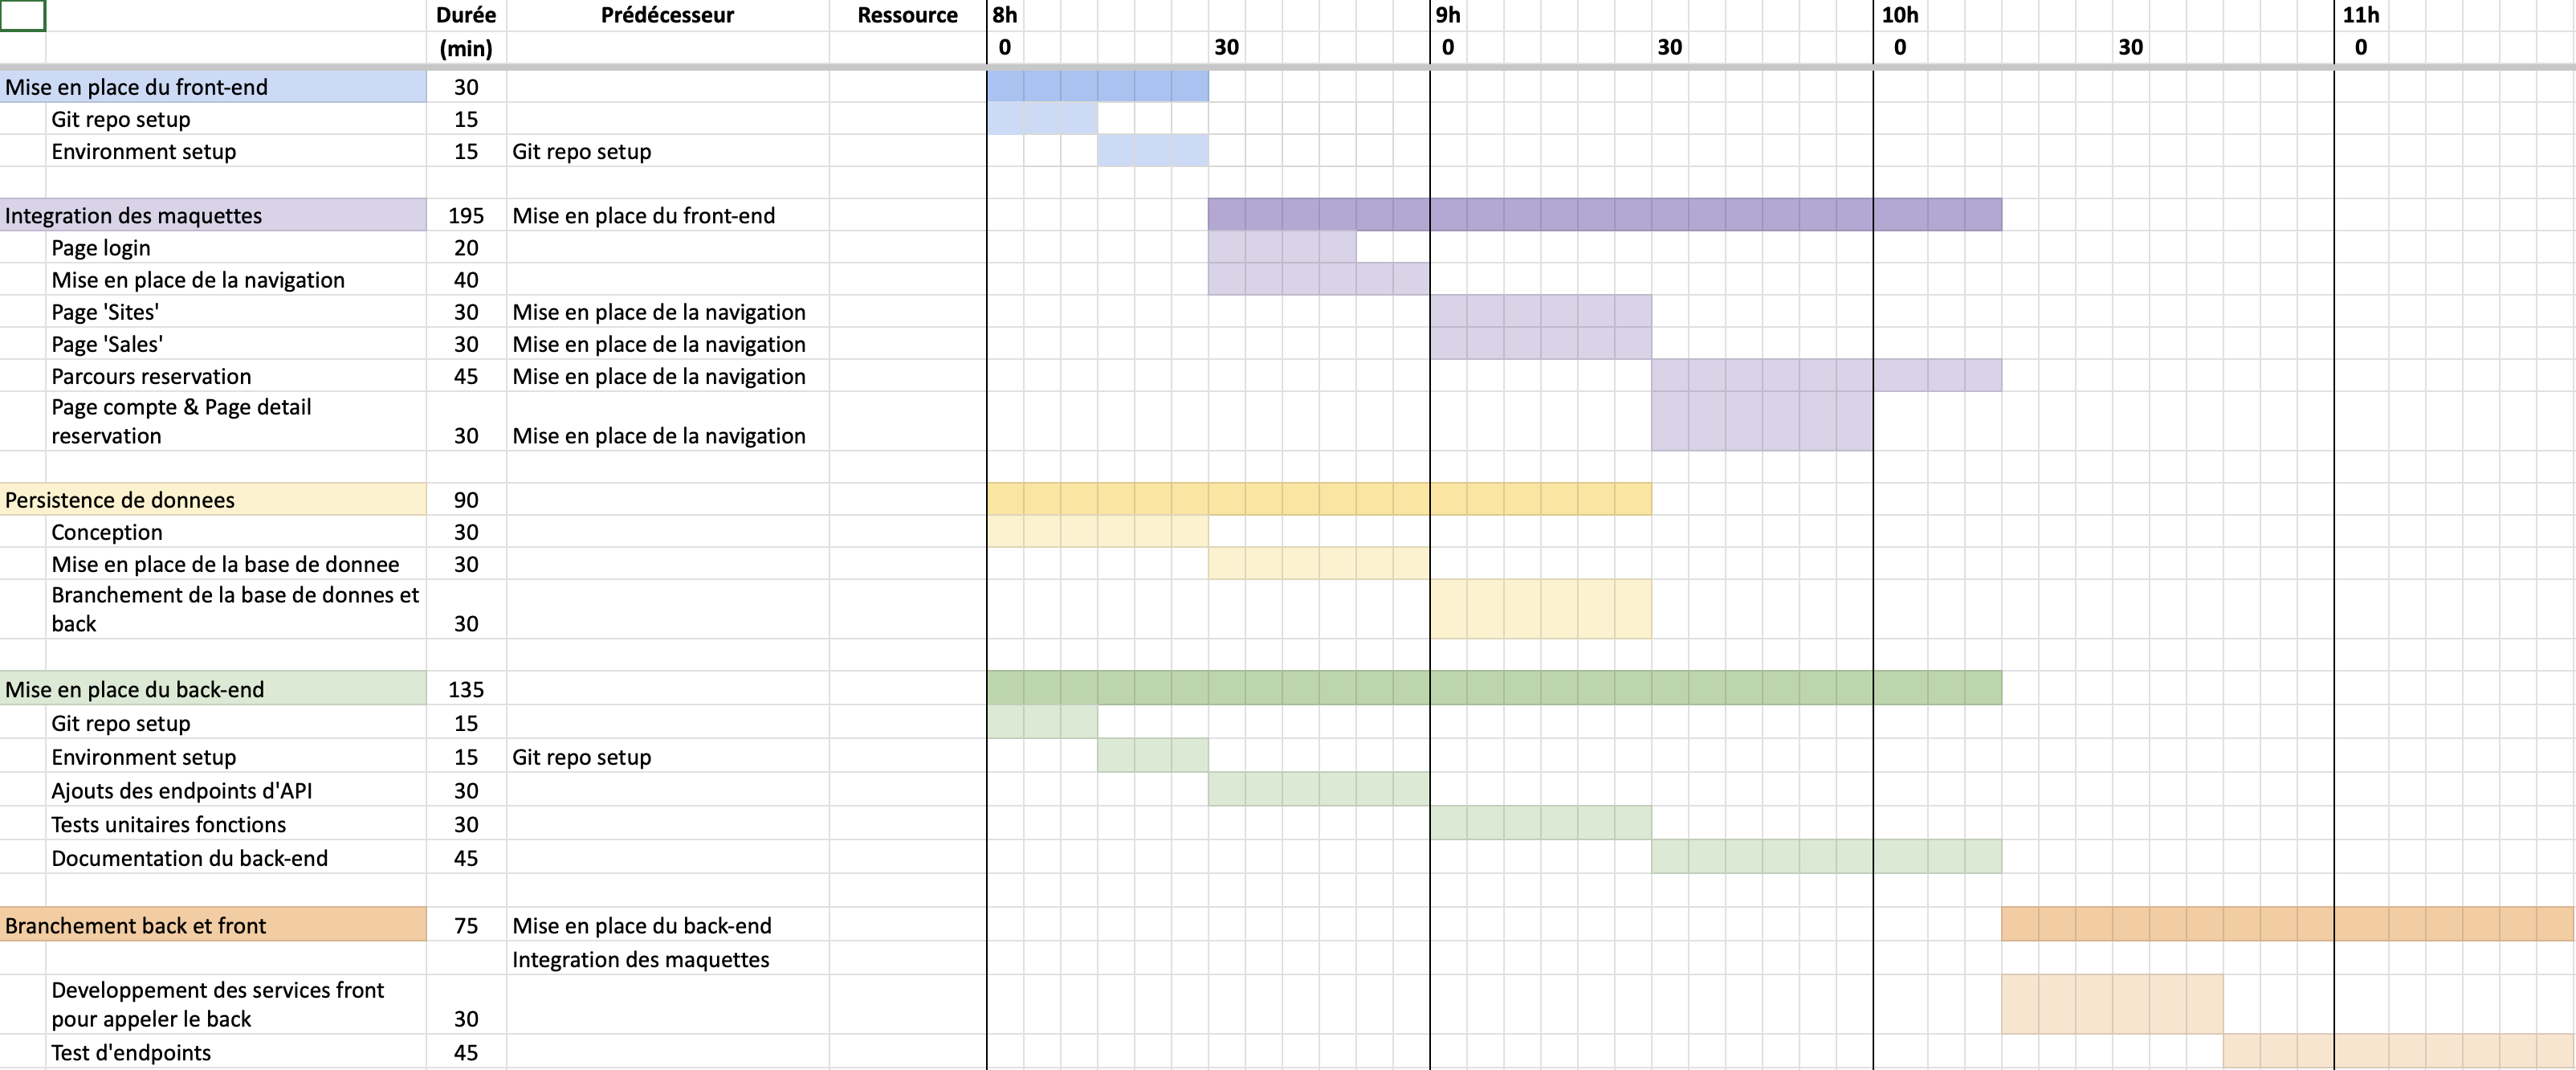 Durée Prédécesseur Ressource 8h 9h 10h 11h
(min) 0 30 0 30 0 30 0
Mise en place du front-end 30
Git repo setup 15
Environment setup 15 Git repo setup
Integration des maquettes 195 Mise en place du front-end
Page login 20
Mise en place de la navigation 40
Page 'Sites' 30 Mise en place de la navigation
Page 'Sales' 30 Mise en place de la navigation
Parcours reservation 45 Mise en place de la navigation
Page compte & Page detail
reservation 30 Mise en place de la navigation
Persistence de donnees 90
Conception 30
Mise en place de la base de donnee 30
Branchement de la base de donnes et
back 30
Mise en place du back-end 135
Git repo setup 15
Environment setup 15 Git repo setup
Ajouts des endpoints d'API 30
Tests unitaires fonctions 30
Documentation du back-end 45
Branchement back et front 75 Mise en place du back-end
Integration des maquettes
Developpement des services front
pour appeler le back 30
Test d'endpoints 45